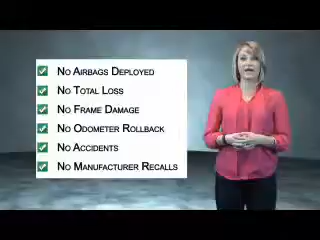 No Airbags Deployed
No Total Loss
No Frame Damage
No Odometer Rollback
No Accidents
No Manufacturer Recalls